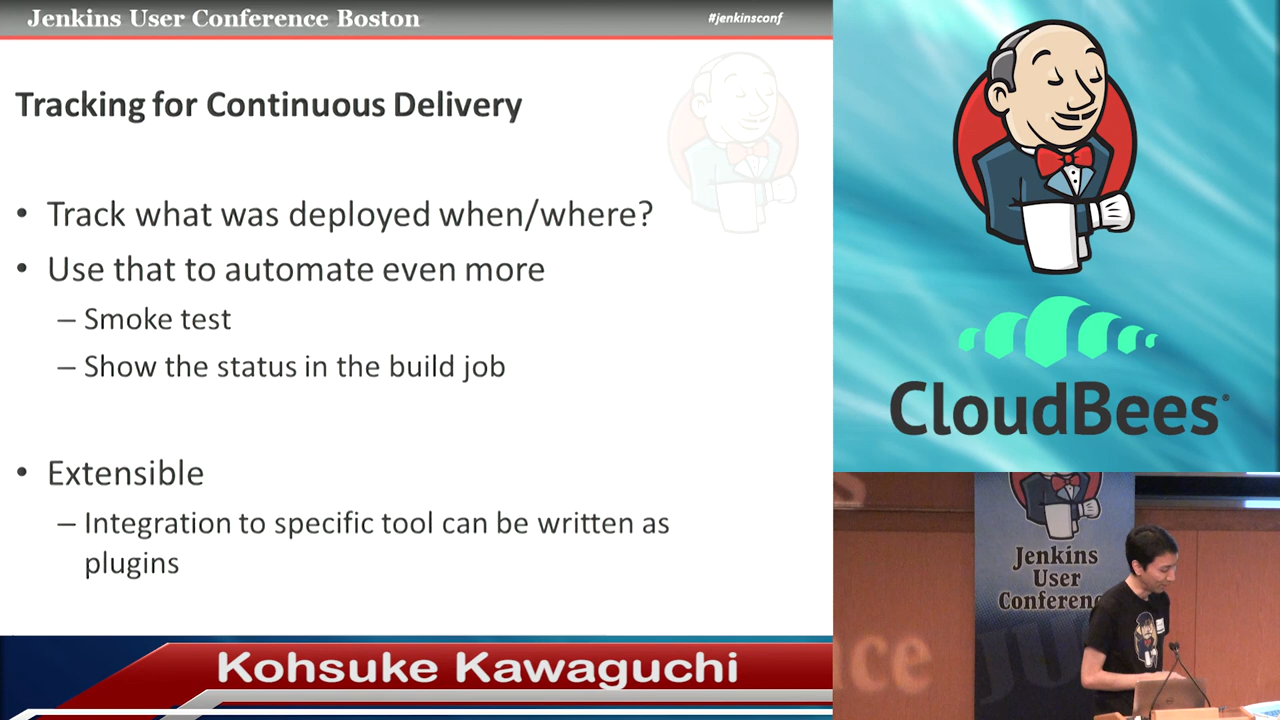 Jenkins User Conference Boston
#jenkinsconf
Tracking for Continuous Delivery
• Track what was deployed when/where?
• Use that to automate even more
– Smoke test
– Show the status in the build job
• Extensible
– Integration to specific tool can be written as
plugins
CloudBees®
Jenkins
User
Conferenc
Kohsuke Kawaguchi